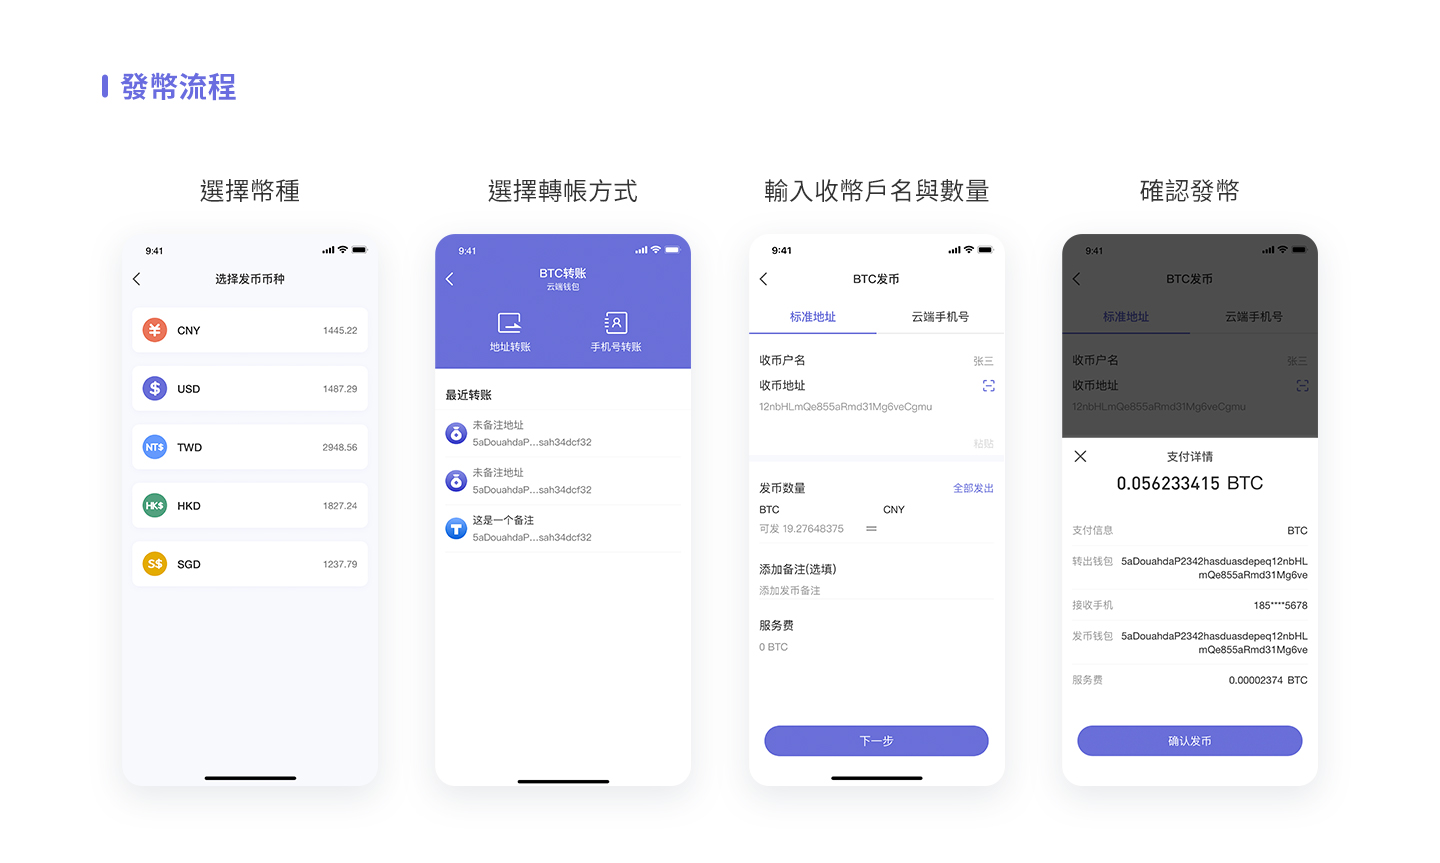 發幣流程
選擇幣種
9:41
选择发币币种
CNY 1445.22
USD 1487.29
NT$ TWD 2948.56
HK$ HKD 1827.24
S$ SGD 1237.79
選擇轉帳方式
9:41
BTC转账
云端钱包
地址转账 手机号转账
最近转账
未备注地址
5aDouahdaP...sah34dcf32
未备注地址
5aDouahdaP...sah34dcf32
这是一个备注
5aDouahdaP...sah34dcf32
輸入收幣戶名與數量
9:41
BTC发币
标准地址 云端手机号
收币户名 张三
收币地址
12nbHLmQe855aRmd31Mg6veCgmu
粘贴
发币数量 全部发出
BTC CNY
可发 19.27648375 =
添加备注(选填)
添加发币备注
服务费
0 BTC
下一步
確認發幣
9:41
BTC发币
标准地址 云端手机号
收币户名 张三
收币地址
12nbHLmQe855aRmd31Mg6veCgmu
支付详情
0.056233415 BTC
支付信息 BTC
转出钱包 5aDouahdaP2342hasduasdepeq12nbHL
mQe855aRmd31Mg6ve
接收手机 185****5678
发币钱包 5aDouahdaP2342hasduasdepeq12nbHL
mQe855aRmd31Mg6ve
服务费 0.00002374 BTC
确认发币